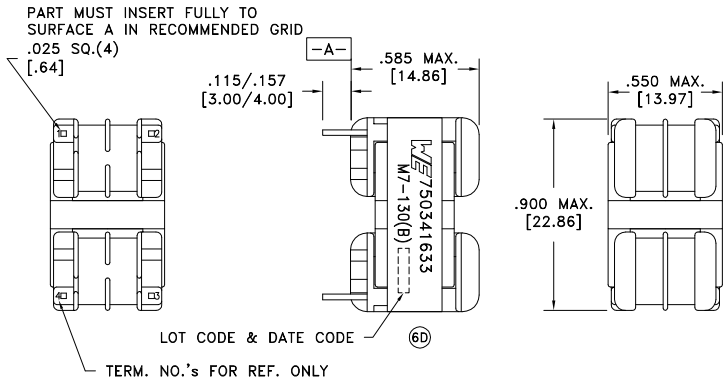 PART MUST INSERT FULLY TO
SURFACE A IN RECOMMENDED GRID
.025 SQ.(4)
[.64]
-A-
.585 MAX.
[14.86]
.115/.157
[3.00/4.00]
.550 MAX.
[13.97]
1
2
WE750341633
M7-130(B)
.900 MAX.
[22.86]
4
3
LOT CODE & DATE CODE
6D
TERM. NO.'s FOR REF. ONLY